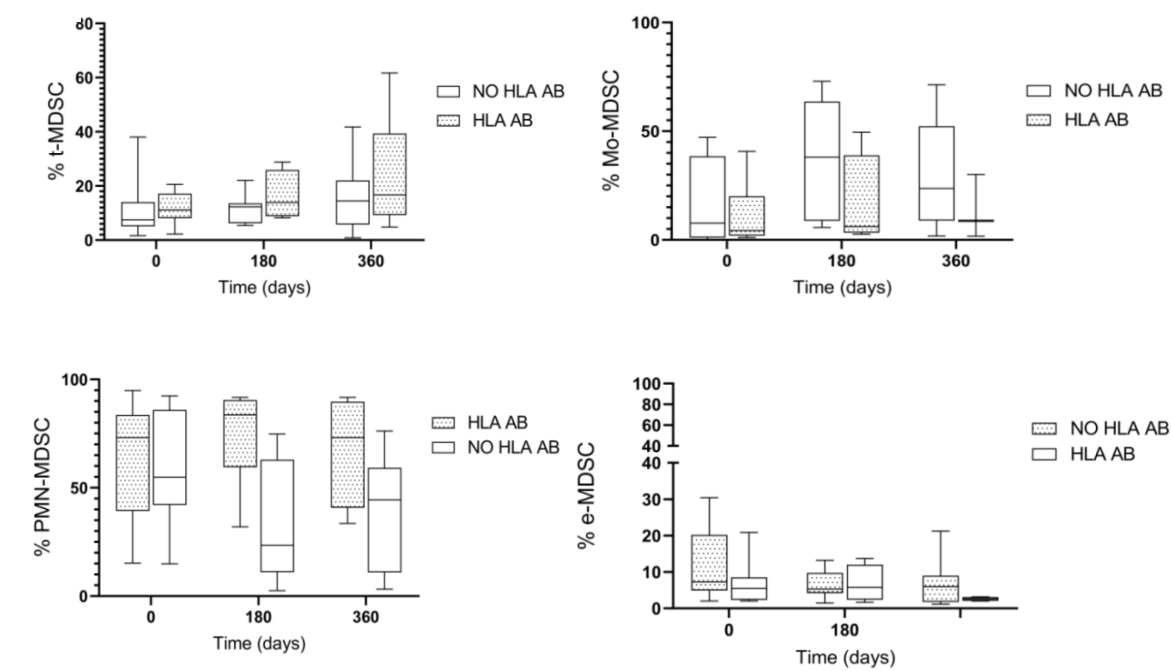 80
60
40
20
0
% t-MDSC
0 180 360
Time (days)
NO HLA AB
HLA AB
100
50
0
% Mo-MDSC
0 180 360
Time (days)
NO HLA AB
HLA AB
100
50
0
% PMN-MDSC
0 180 360
Time (days)
HLA AB
NO HLA AB
100
80
60
40
40
30
20
10
0
% e-MDSC
0 180
Time (days)
NO HLA AB
HLA AB